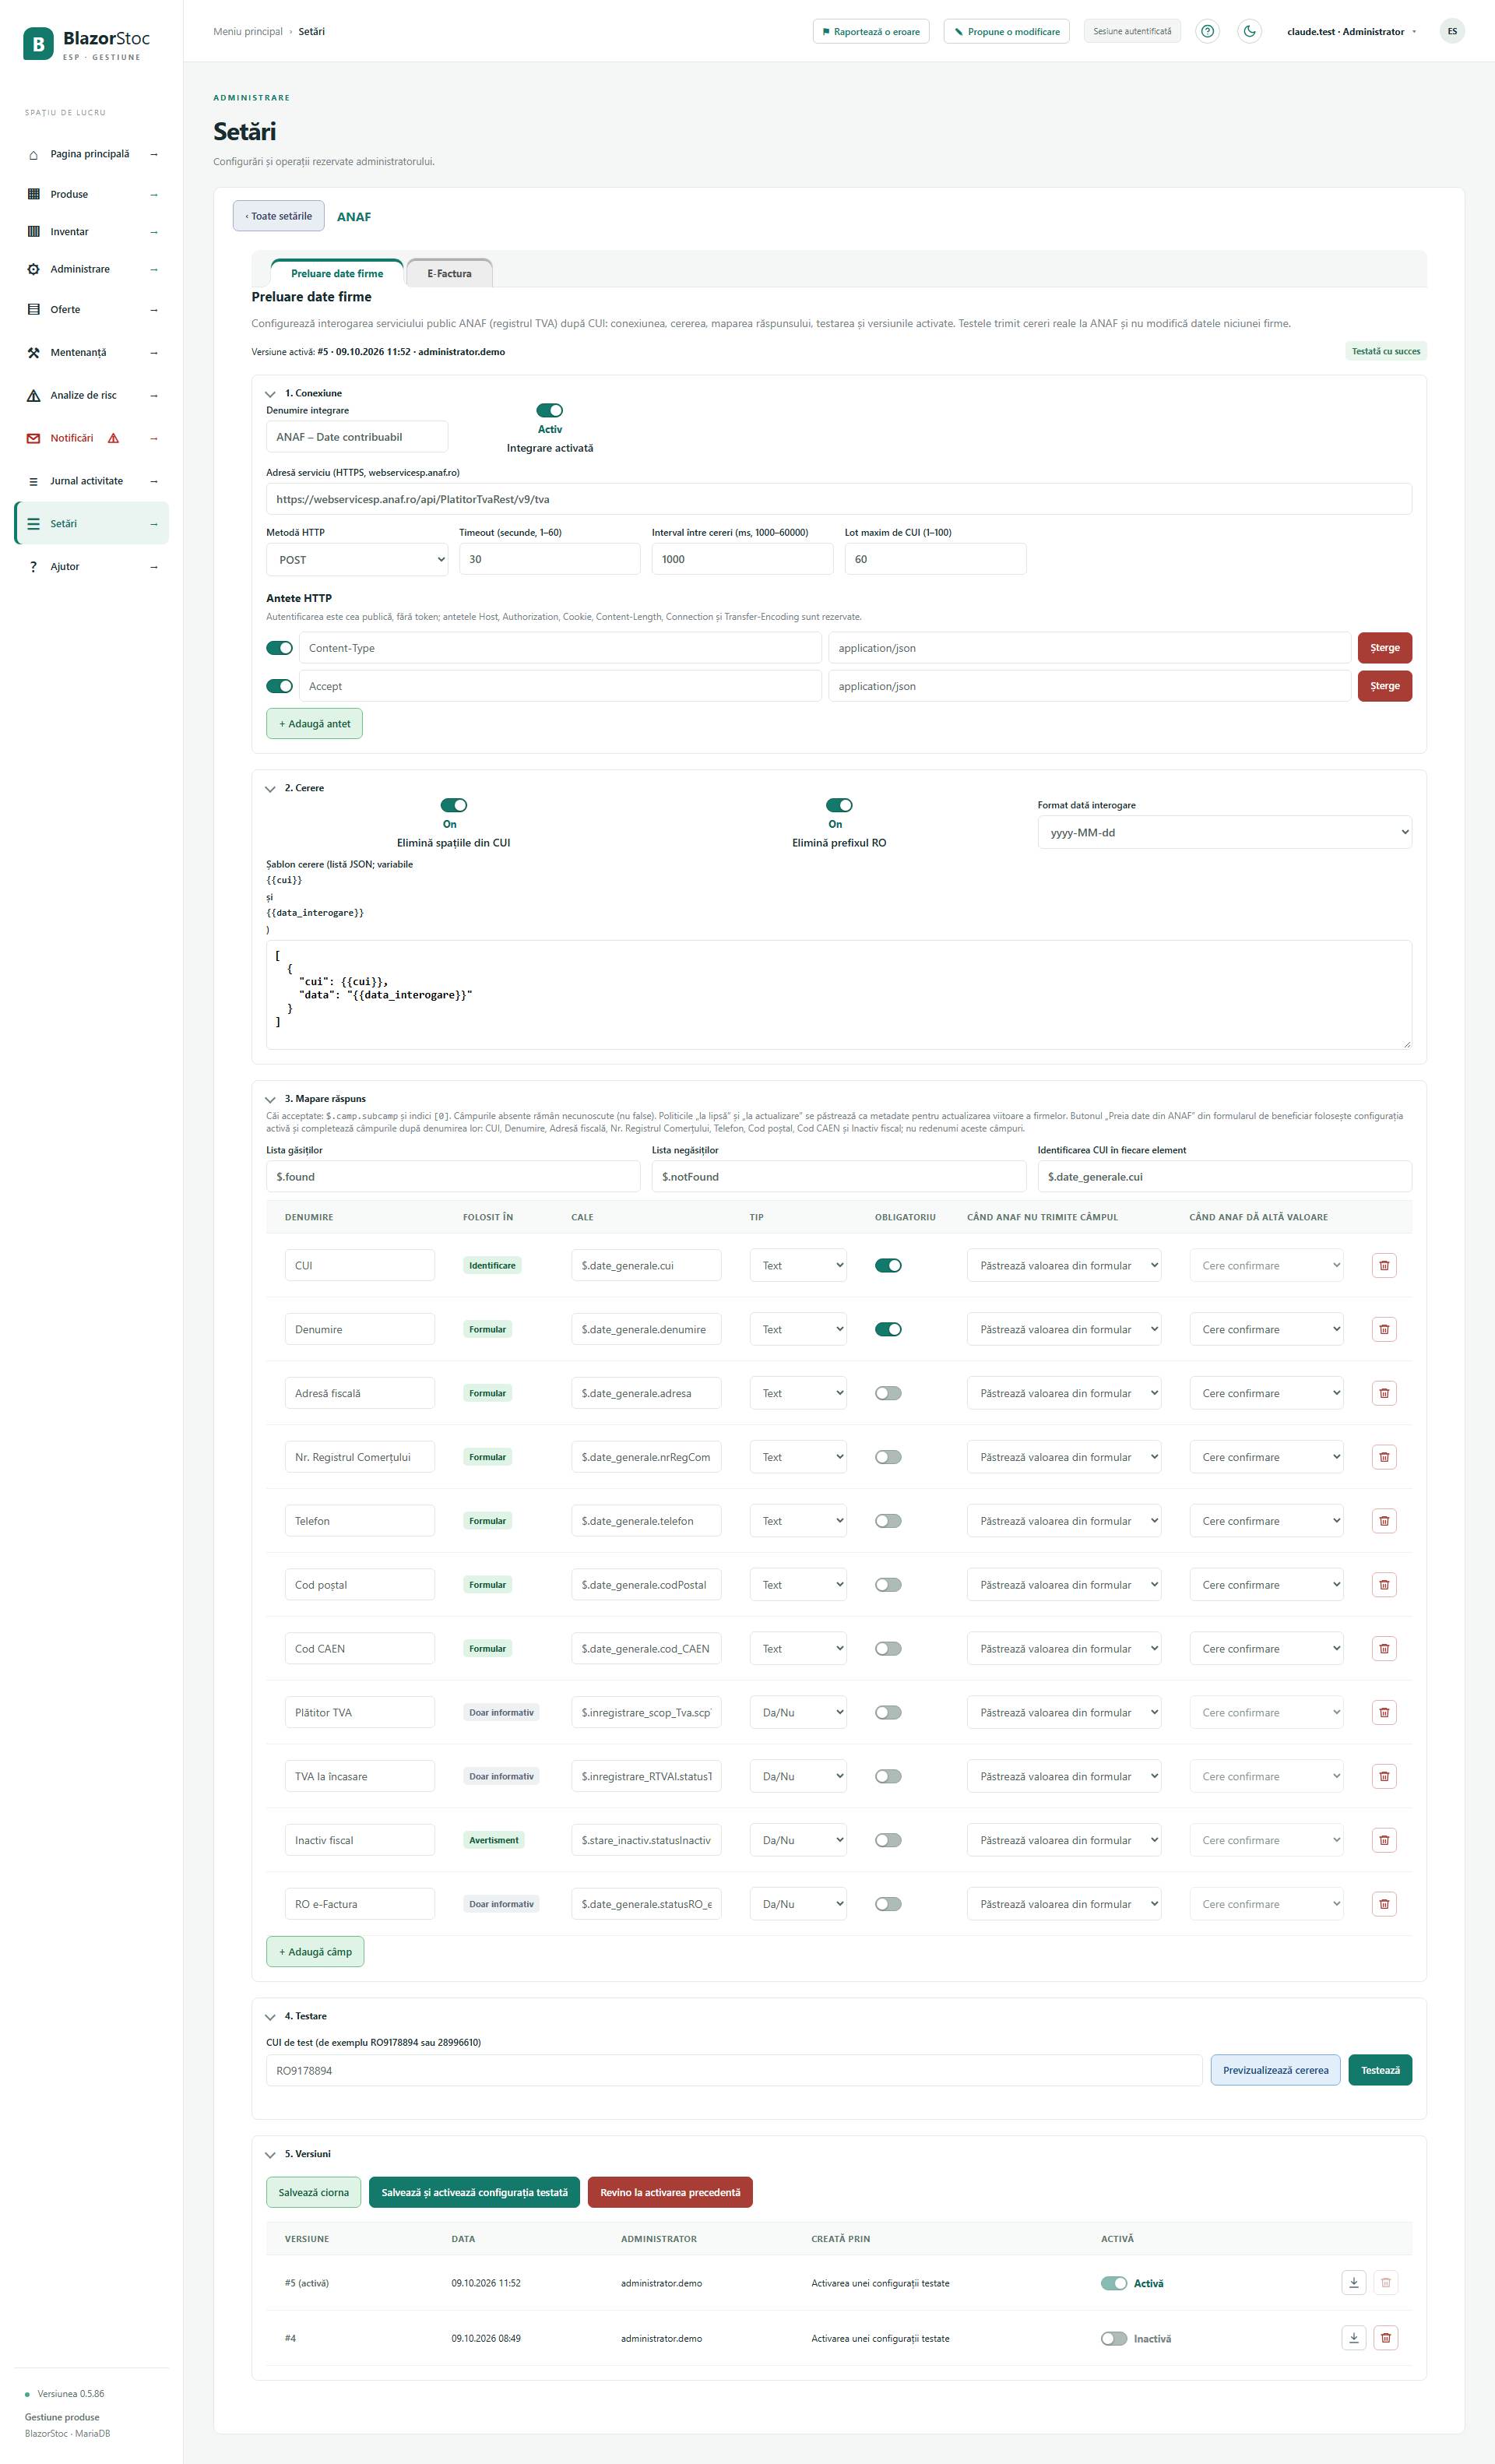 B
BlazorStoc
ESP · GESTIUNE
SPAȚIU DE LUCRU
Pagina principală →
Produse →
Inventar →
Administrare →
Oferte →
Mentenanță →
Analize de risc →
Notificări →
Jurnal activitate →
Setări →
? Ajutor →
Versiunea 0.5.86
Gestiune produse
BlazorStoc · MariaDB
Meniu principal › Setări
Raportează o eroare
Propune o modificare
Sesiune autentificată
claude.test · Administrator
ES
ADMINISTRARE
Setări
Configurări și operații rezervate administratorului.
‹ Toate setările
ANAF
Preluare date firme
E-Factura
Preluare date firme
Configurează interogarea serviciului public ANAF (registrul TVA) după CUI: conexiunea, cererea, maparea răspunsului, testarea și versiunile activate. Testele trimit cereri reale la ANAF și nu modifică datele niciunei firme.
Versiune activă: #5 · 09.10.2026 11:52 · administrator.demo
Testată cu succes
1. Conexiune
Denumire integrare
ANAF – Date contribuabil
Activ
Integrare activată
Adresă serviciu (HTTPS, webservicesp.anaf.ro)
https://webservicesp.anaf.ro/api/PlatitorTvaRest/v9/tva
Metodă HTTP Timeout (secunde, 1–60) Interval între cereri (ms, 1000–60000) Lot maxim de CUI (1–100)
POST 30 1000 60
Antete HTTP
Autentificarea este cea publică, fără token; antetele Host, Authorization, Cookie, Content-Length, Connection și Transfer-Encoding sunt rezervate.
Content-Type application/json Șterge
Accept application/json Șterge
+ Adaugă antet
2. Cerere
On
Elimină spațiile din CUI
On
Elimină prefixul RO
Format dată interogare
yyyy-MM-dd
Șablon cerere (listă JSON; variabile
{{cui}}
și
{{data_interogare}}
)
[
{
"cui": {{cui}},
"data": "{{data_interogare}}"
}
]
3. Mapare răspuns
Căi acceptate: $.camp.subcamp și indici [0]. Câmpurile absente rămân necunoscute (nu false). Politicile „la lipsă” și „la actualizare” se păstrează ca metadate pentru actualizarea viitoare a firmelor. Butonul „Preia date din ANAF” din formularul de beneficiar folosește configurația
activă și completează câmpurile după denumirea lor: CUI, Denumire, Adresă fiscală, Nr. Registrul Comerțului, Telefon, Cod poștal, Cod CAEN și Inactiv fiscal; nu redenumi aceste câmpuri.
Lista găsiților Lista negăsiților Identificarea CUI în fiecare element
$.found $.notFound $.date_generale.cui
DENUMIRE FOLOSIT ÎN CALE TIP OBLIGATORIU CÂND ANAF NU TRIMITE CÂMPUL CÂND ANAF DĂ ALTĂ VALOARE
CUI Identificare $.date_generale.cui Text Păstrează valoarea din formular Cere confirmare
Denumire Formular $.date_generale.denumire Text Păstrează valoarea din formular Cere confirmare
Adresă fiscală Formular $.date_generale.adresa Text Păstrează valoarea din formular Cere confirmare
Nr. Registrul Comerțului Formular $.date_generale.nrRegCom Text Păstrează valoarea din formular Cere confirmare
Telefon Formular $.date_generale.telefon Text Păstrează valoarea din formular Cere confirmare
Cod poștal Formular $.date_generale.codPostal Text Păstrează valoarea din formular Cere confirmare
Cod CAEN Formular $.date_generale.cod_CAEN Text Păstrează valoarea din formular Cere confirmare
Plătitor TVA Doar informativ $.inregistrare_scop_Tva.scp Da/Nu Păstrează valoarea din formular Cere confirmare
TVA la încasare Doar informativ $.inregistrare_RTVAI.status Da/Nu Păstrează valoarea din formular Cere confirmare
Inactiv fiscal Avertisment $.stare_inactiv.statusInactiv Da/Nu Păstrează valoarea din formular Cere confirmare
RO e-Factura Doar informativ $.date_generale.statusRO_e Da/Nu Păstrează valoarea din formular Cere confirmare
+ Adaugă câmp
4. Testare
CUI de test (de exemplu RO9178894 sau 28996610)
RO9178894 Previzualizează cererea Testează
5. Versiuni
Salvează ciorna Salvează și activează configurația testată Revino la activarea precedentă
VERSIUNE DATA ADMINISTRATOR CREATĂ PRIN ACTIVĂ
#5 (activă) 09.10.2026 11:52 administrator.demo Activarea unei configurații testate Activă
#4 09.10.2026 08:49 administrator.demo Activarea unei configurații testate Inactivă